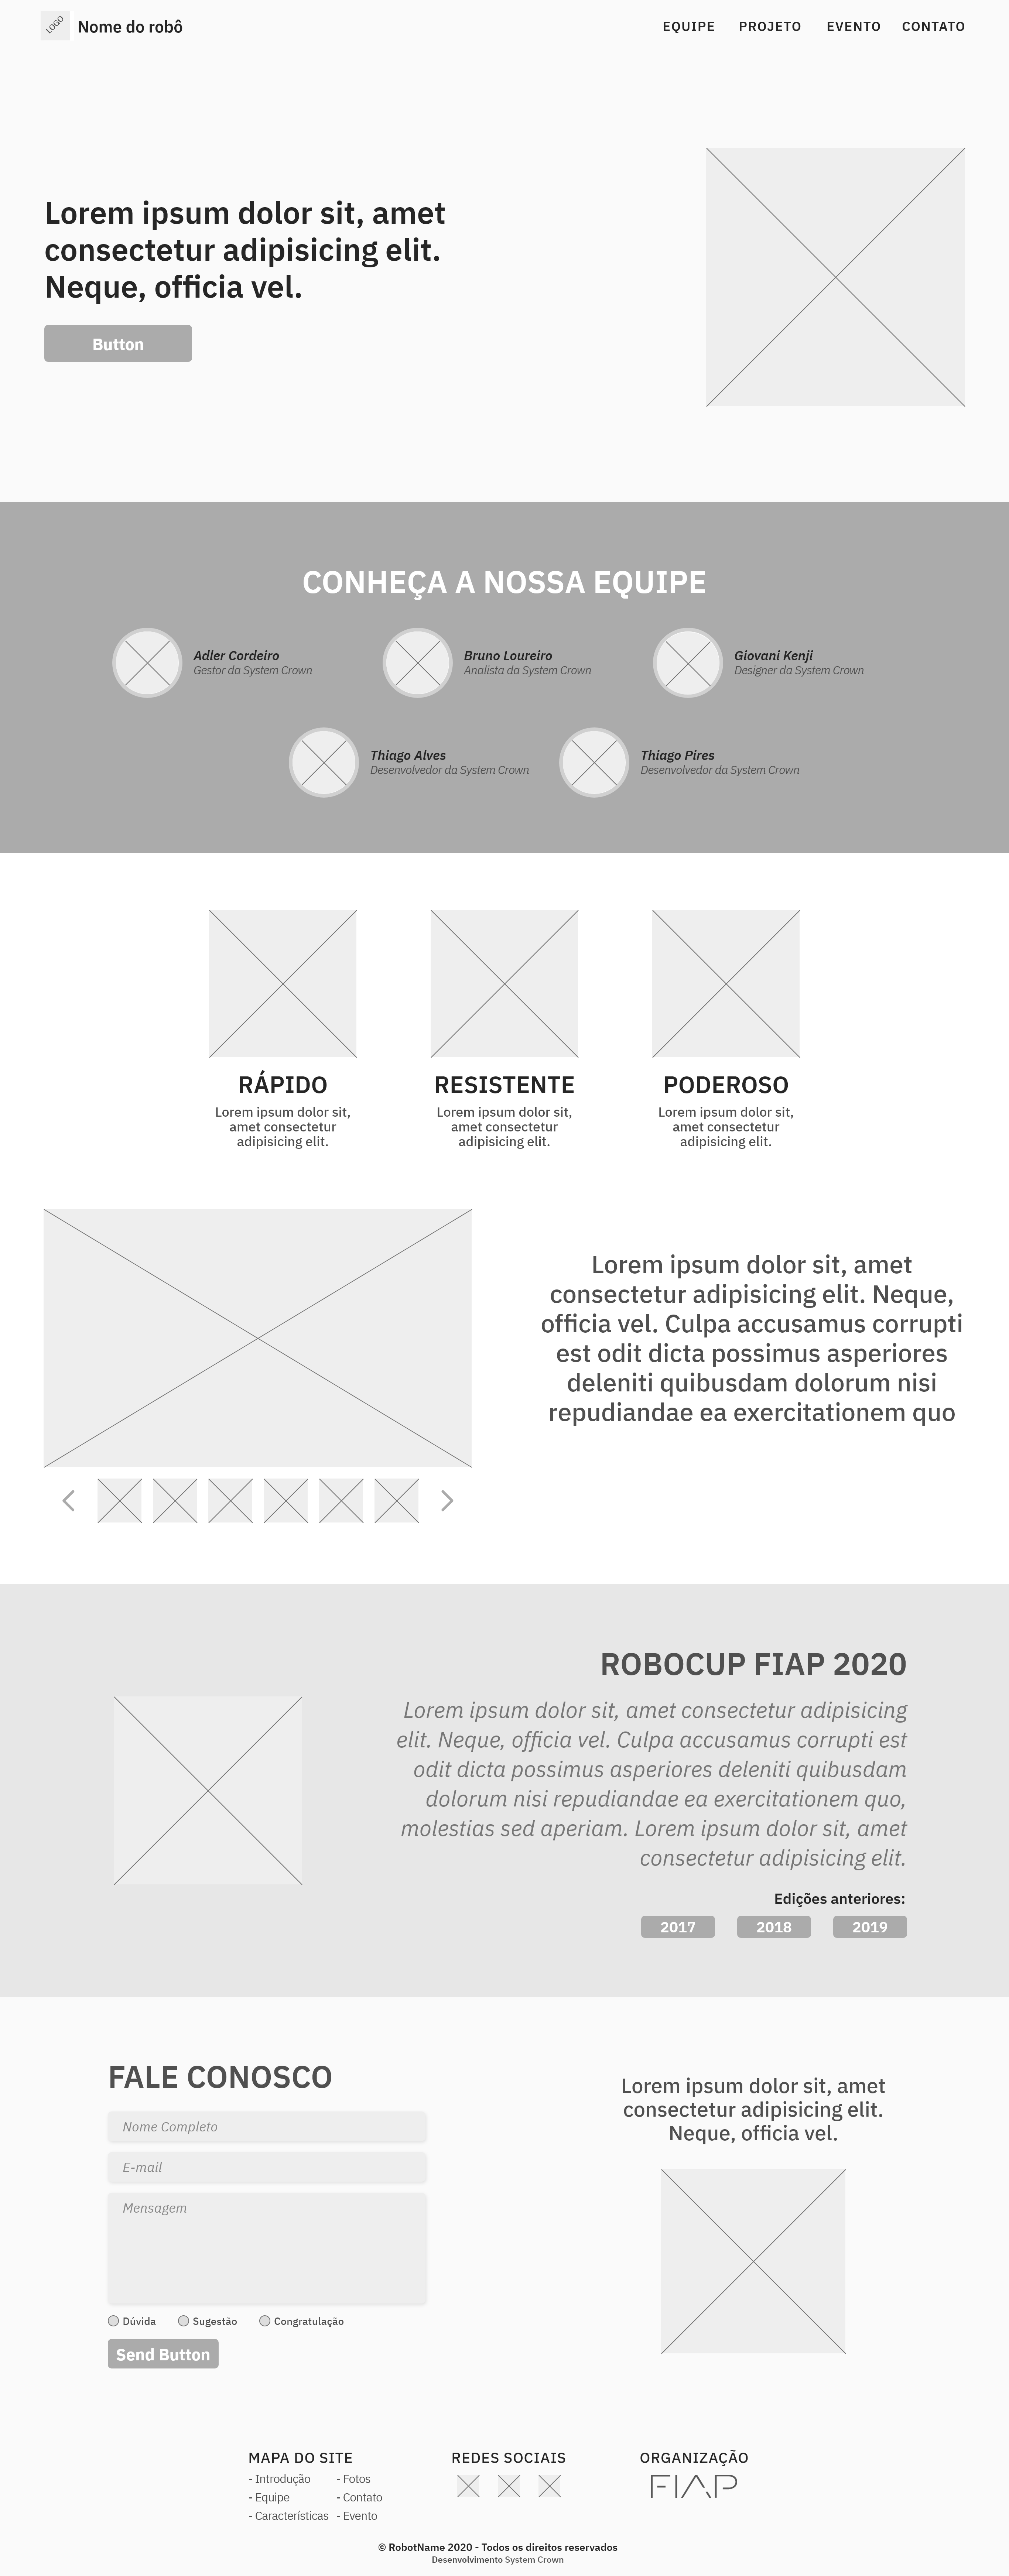 LOGO
Nome do robô
EQUIPE
PROJETO
EVENTO
CONTATO
Lorem ipsum dolor sit, amet
consectetur adipisicing elit.
Neque, officia vel.
Button
CONHEÇA A NOSSA EQUIPE
Adler Cordeiro
Gestor da System Crown
Bruno Loureiro
Analista da System Crown
Giovani Kenji
Designer da System Crown
Thiago Alves
Desenvolvedor da System Crown
Thiago Pires
Desenvolvedor da System Crown
RÁPIDO
Lorem ipsum dolor sit,
amet consectetur
adipisicing elit.
RESISTENTE
Lorem ipsum dolor sit,
amet consectetur
adipisicing elit.
PODEROSO
Lorem ipsum dolor sit,
amet consectetur
adipisicing elit.
Lorem ipsum dolor sit, amet
consectetur adipisicing elit. Neque,
officia vel. Culpa accusamus corrupti
est odit dicta possimus asperiores
deleniti quibusdam dolorum nisi
repudiandae ea exercitationem quo
ROBOCUP FIAP 2020
Lorem ipsum dolor sit, amet consectetur adipisicing
elit. Neque, officia vel. Culpa accusamus corrupti est
odit dicta possimus asperiores deleniti quibusdam
dolorum nisi repudiandae ea exercitationem quo,
molestias sed aperiam. Lorem ipsum dolor sit, amet
consectetur adipisicing elit.
Edições anteriores:
2017
2018
2019
FALE CONOSCO
Nome Completo
E-mail
Mensagem
Dúvida
Sugestão
Congratulação
Send Button
Lorem ipsum dolor sit, amet
consectetur adipisicing elit.
Neque, officia vel.
MAPA DO SITE
- Introdução
- Equipe
- Características
- Fotos
- Contato
- Evento
REDES SOCIAIS
ORGANIZAÇÃO
FIAP
© RobotName 2020 - Todos os direitos reservados
Desenvolvimento System Crown